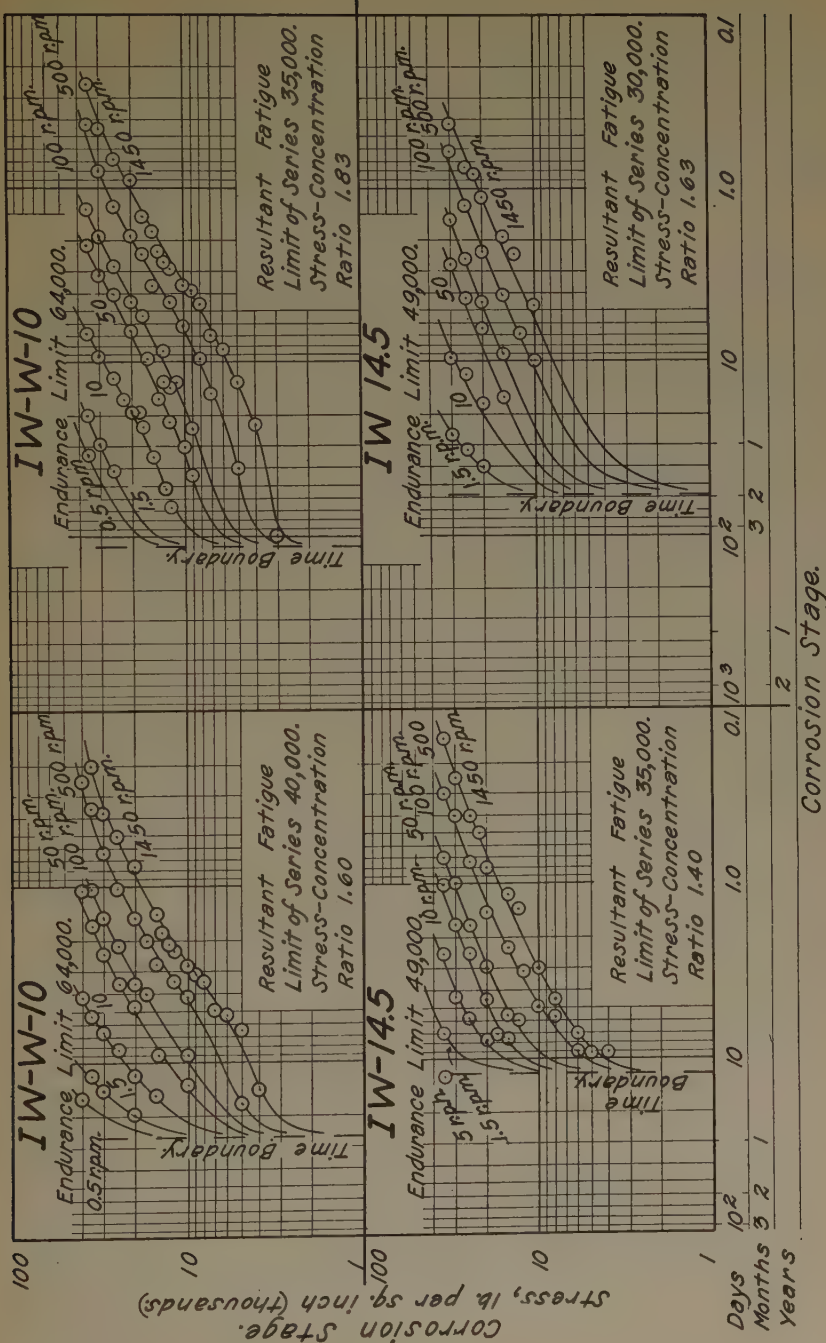 IW-W-10
Endurance Limit 64,000.
0.5 r.p.m.
1.5
10
50 r.p.m.
100 r.p.m.
500 r.p.m.
1450 r.p.m.
Time Boundary.
Resultant Fatigue
Limit of Series 40,000.
Stress-Concentration
Ratio 1.60
IW-W-10
Endurance Limit 64,000.
0.5 r.p.m.
1.5
10
50
100 r.p.m.
500 r.p.m.
1450 r.p.m.
Time Boundary.
Resultant Fatigue
Limit of Series 35,000.
Stress-Concentration
Ratio 1.83
IW-14.5
Endurance Limit 49,000.
5 r.p.m.
1.5 r.p.m.
10 r.p.m.
50 r.p.m.
100 r.p.m.
500
1450 r.p.m.
Time
Boundary
Resultant Fatigue
Limit of Series 35,000.
Stress-Concentration
Ratio 1.40
IW 14.5
Endurance Limit 49,000.
1.5 r.p.m.
10
50
100 r.p.m.
500 r.p.m.
1450 r.p.m.
Time Boundary.
Resultant Fatigue
Limit of Series 30,000.
Stress-Concentration
Ratio 1.63
100
10
1
100
10
1
Corrosion Stage.
Stress, lb. per sq. inch (thousands)
Days 10² 10 1.0 0.1 10³ 10² 10 1.0 0.1
Months 3 2 1 3 2 1
Years 2 1
Corrosion Stage.